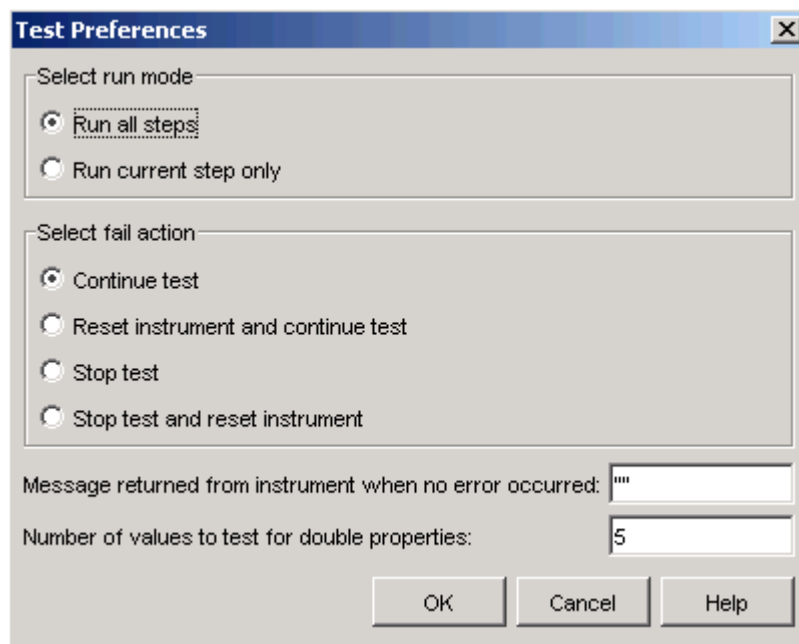 Test Preferences
Select run mode
Run all steps
Run current step only
Select fail action
Continue test
Reset instrument and continue test
Stop test
Stop test and reset instrument
Message returned from instrument when no error occurred: ""
Number of values to test for double properties: 5
OK Cancel Help